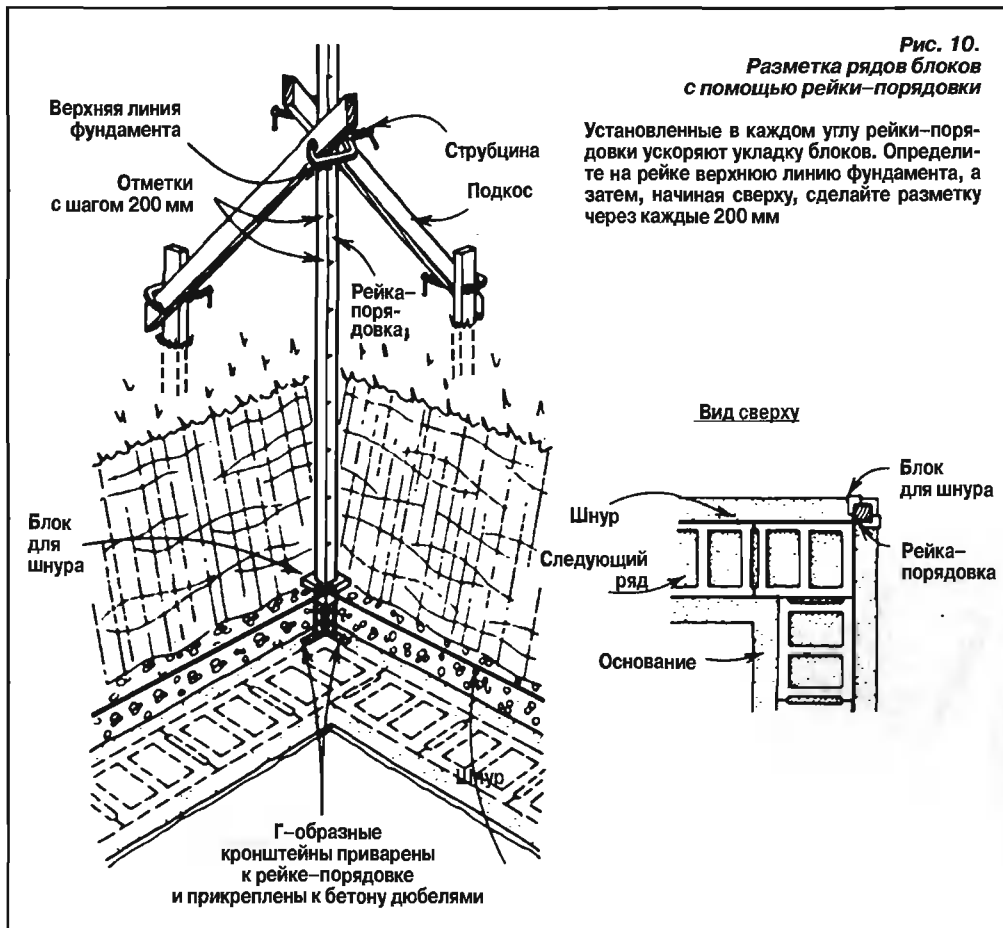 Рис. 10.
Разметка рядов блоков
с помощью рейки–порядовки
Установленные в каждом углу рейки–поря-
довки ускоряют укладку блоков. Определи-
те на рейке верхнюю линию фундамента, а
затем, начиная сверху, сделайте разметку
через каждые 200 мм
Верхняя линия
фундамента
Отметки
с шагом 200 мм
Струбцина
Подкос
Рейка–
поря-
довка
Блок
для
шнура
Шнур
Г–образные
кронштейны приварены
к рейке–порядовке
и прикреплены к бетону дюбелями
Вид сверху
Блок
для шнура
Шнур
Следующий
ряд
Рейка–
порядовка
Основание